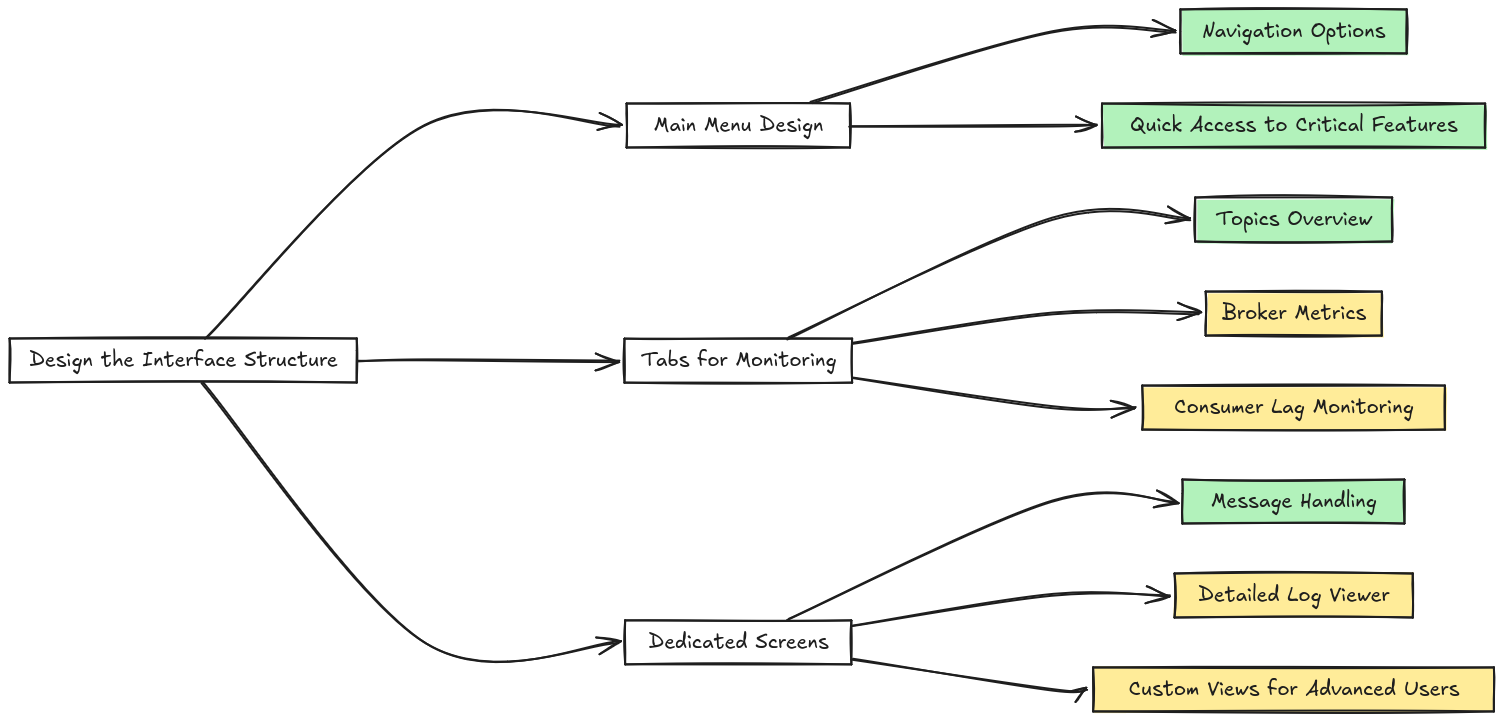 Navigation Options
Main Menu Design
Quick Access to Critical Features
Topics Overview
Broker Metrics
Design the Interface Structure
Tabs for Monitoring
Consumer Lag Monitoring
Message Handling
Detailed Log Viewer
Dedicated Screens
Custom Views for Advanced Users